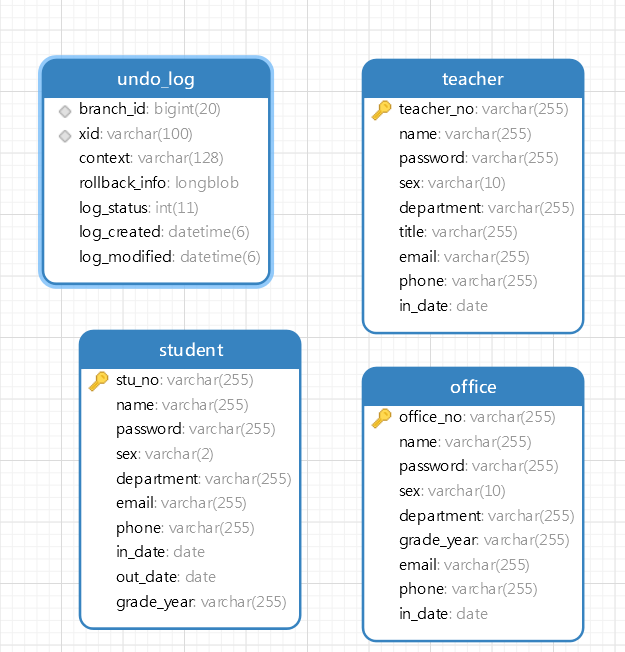 undo_log
branch_id: bigint(20)
xid: varchar(100)
context: varchar(128)
rollback_info: longblob
log_status: int(11)
log_created: datetime(6)
log_modified: datetime(6)
teacher
teacher_no: varchar(255)
name: varchar(255)
password: varchar(255)
sex: varchar(10)
department: varchar(255)
title: varchar(255)
email: varchar(255)
phone: varchar(255)
in_date: date
student
stu_no: varchar(255)
name: varchar(255)
password: varchar(255)
sex: varchar(2)
department: varchar(255)
email: varchar(255)
phone: varchar(255)
in_date: date
out_date: date
grade_year: varchar(255)
office
office_no: varchar(255)
name: varchar(255)
password: varchar(255)
sex: varchar(10)
department: varchar(255)
grade_year: varchar(255)
email: varchar(255)
phone: varchar(255)
in_date: date